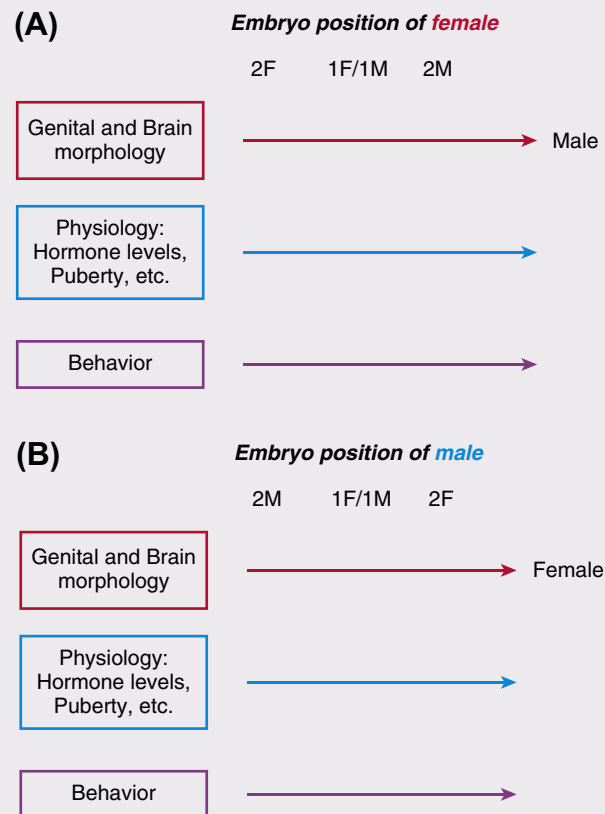 (A)
Embryo position of female
2F 1F/1M 2M
Genital and Brain
morphology
Male
Physiology:
Hormone levels,
Puberty, etc.
Behavior
(B)
Embryo position of male
2M 1F/1M 2F
Genital and Brain
morphology
Female
Physiology:
Hormone levels,
Puberty, etc.
Behavior